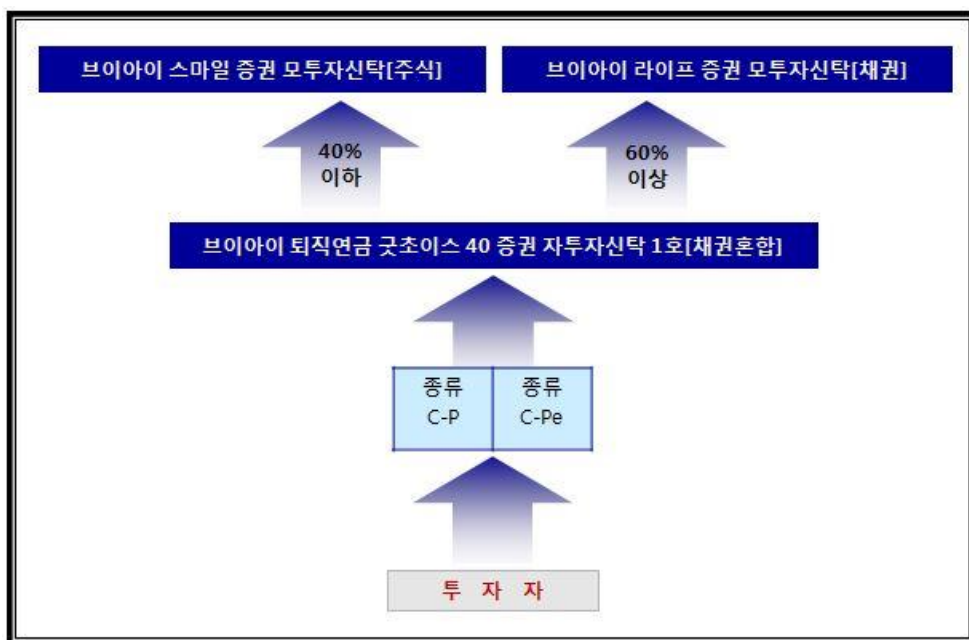 브이아이 스마일 증권 모투자신탁[주식]
브이아이 라이프 증권 모투자신탁[채권]
40%
이하
60%
이상
브이아이 퇴직연금 굿초이스 40 증권 자투자신탁 1호[채권혼합]
종류
C-P
종류
C-Pe
투 자 자